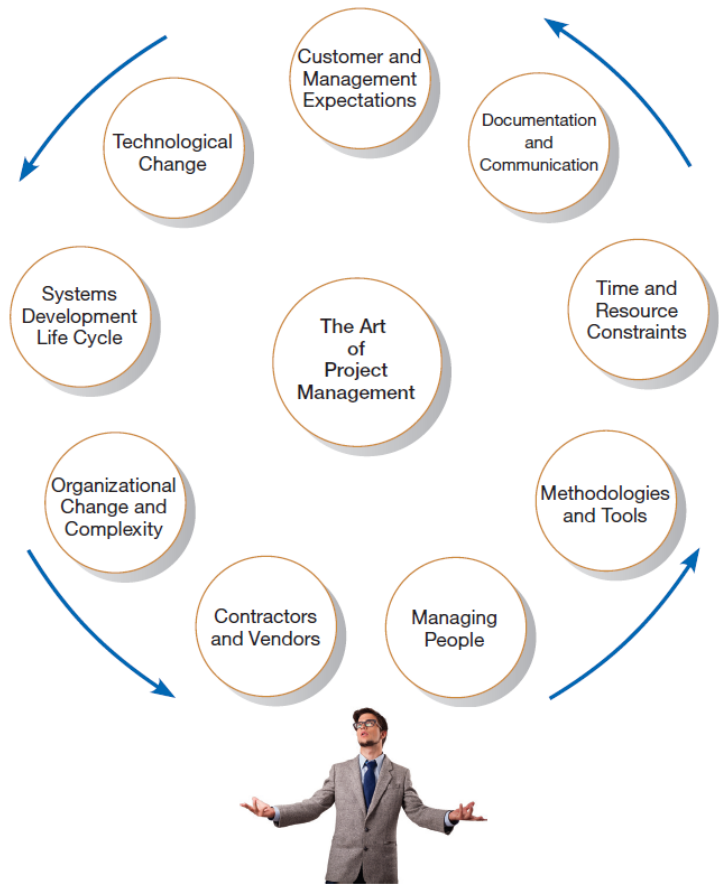 Customer and
Management
Expectations
Documentation
and
Communication
Technological
Change
Systems
Development
Life Cycle
Time and
Resource
Constraints
The Art
of
Project
Management
Organizational
Change and
Complexity
Methodologies
and Tools
Contractors
and Vendors
Managing
People